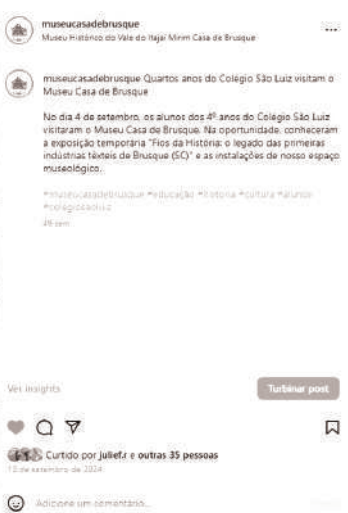 museucasadebrusque
Museu Histórico do Vale do Itajaí Mirim Casa de Brusque
museucasadebrusque Quartos anos do Colégio São Luiz visitam o
Museu Casa de Brusque
No dia 4 de setembro, os alunos dos 4º anos do Colégio São Luiz
visitaram o Museu Casa de Brusque. Na oportunidade, conheceram
a exposição temporária "Fios da História: o legado das primeiras
indústrias têxteis de Brusque (SC)" e as instalações de nosso espaço
museológico.
#museucasadebrusque #educação #historia #cultura #alunos
#colegiosaoluiz
49 sem
Ver insights
Turbinar post
Curtido por julief.r e outras 35 pessoas
de setembro de 2024
Adicione um comentário...